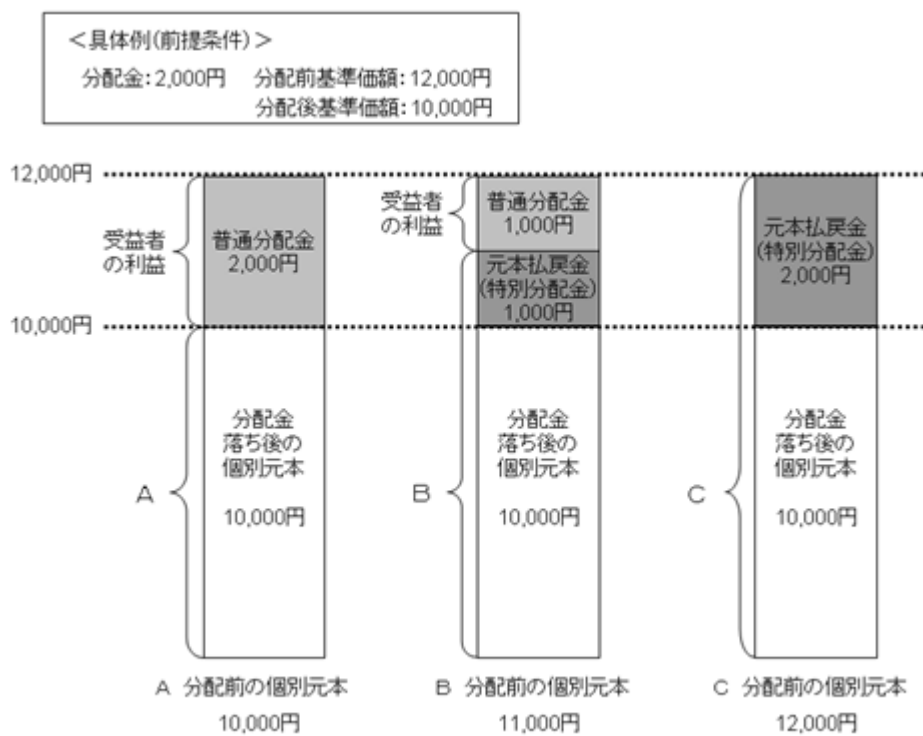 ＜具体例(前提条件)＞
分配金：2,000円　分配前基準価額：12,000円
分配後基準価額：10,000円
12,000円
受益者
の利益
普通分配金
2,000円
受益者
の利益
普通分配金
1,000円
元本払戻金
(特別分配金)
1,000円
元本払戻金
(特別分配金)
2,000円
10,000円
A
分配金
落ち後の
個別元本
10,000円
B
分配金
落ち後の
個別元本
10,000円
C
分配金
落ち後の
個別元本
10,000円
A 分配前の個別元本
10,000円
B 分配前の個別元本
11,000円
C 分配前の個別元本
12,000円